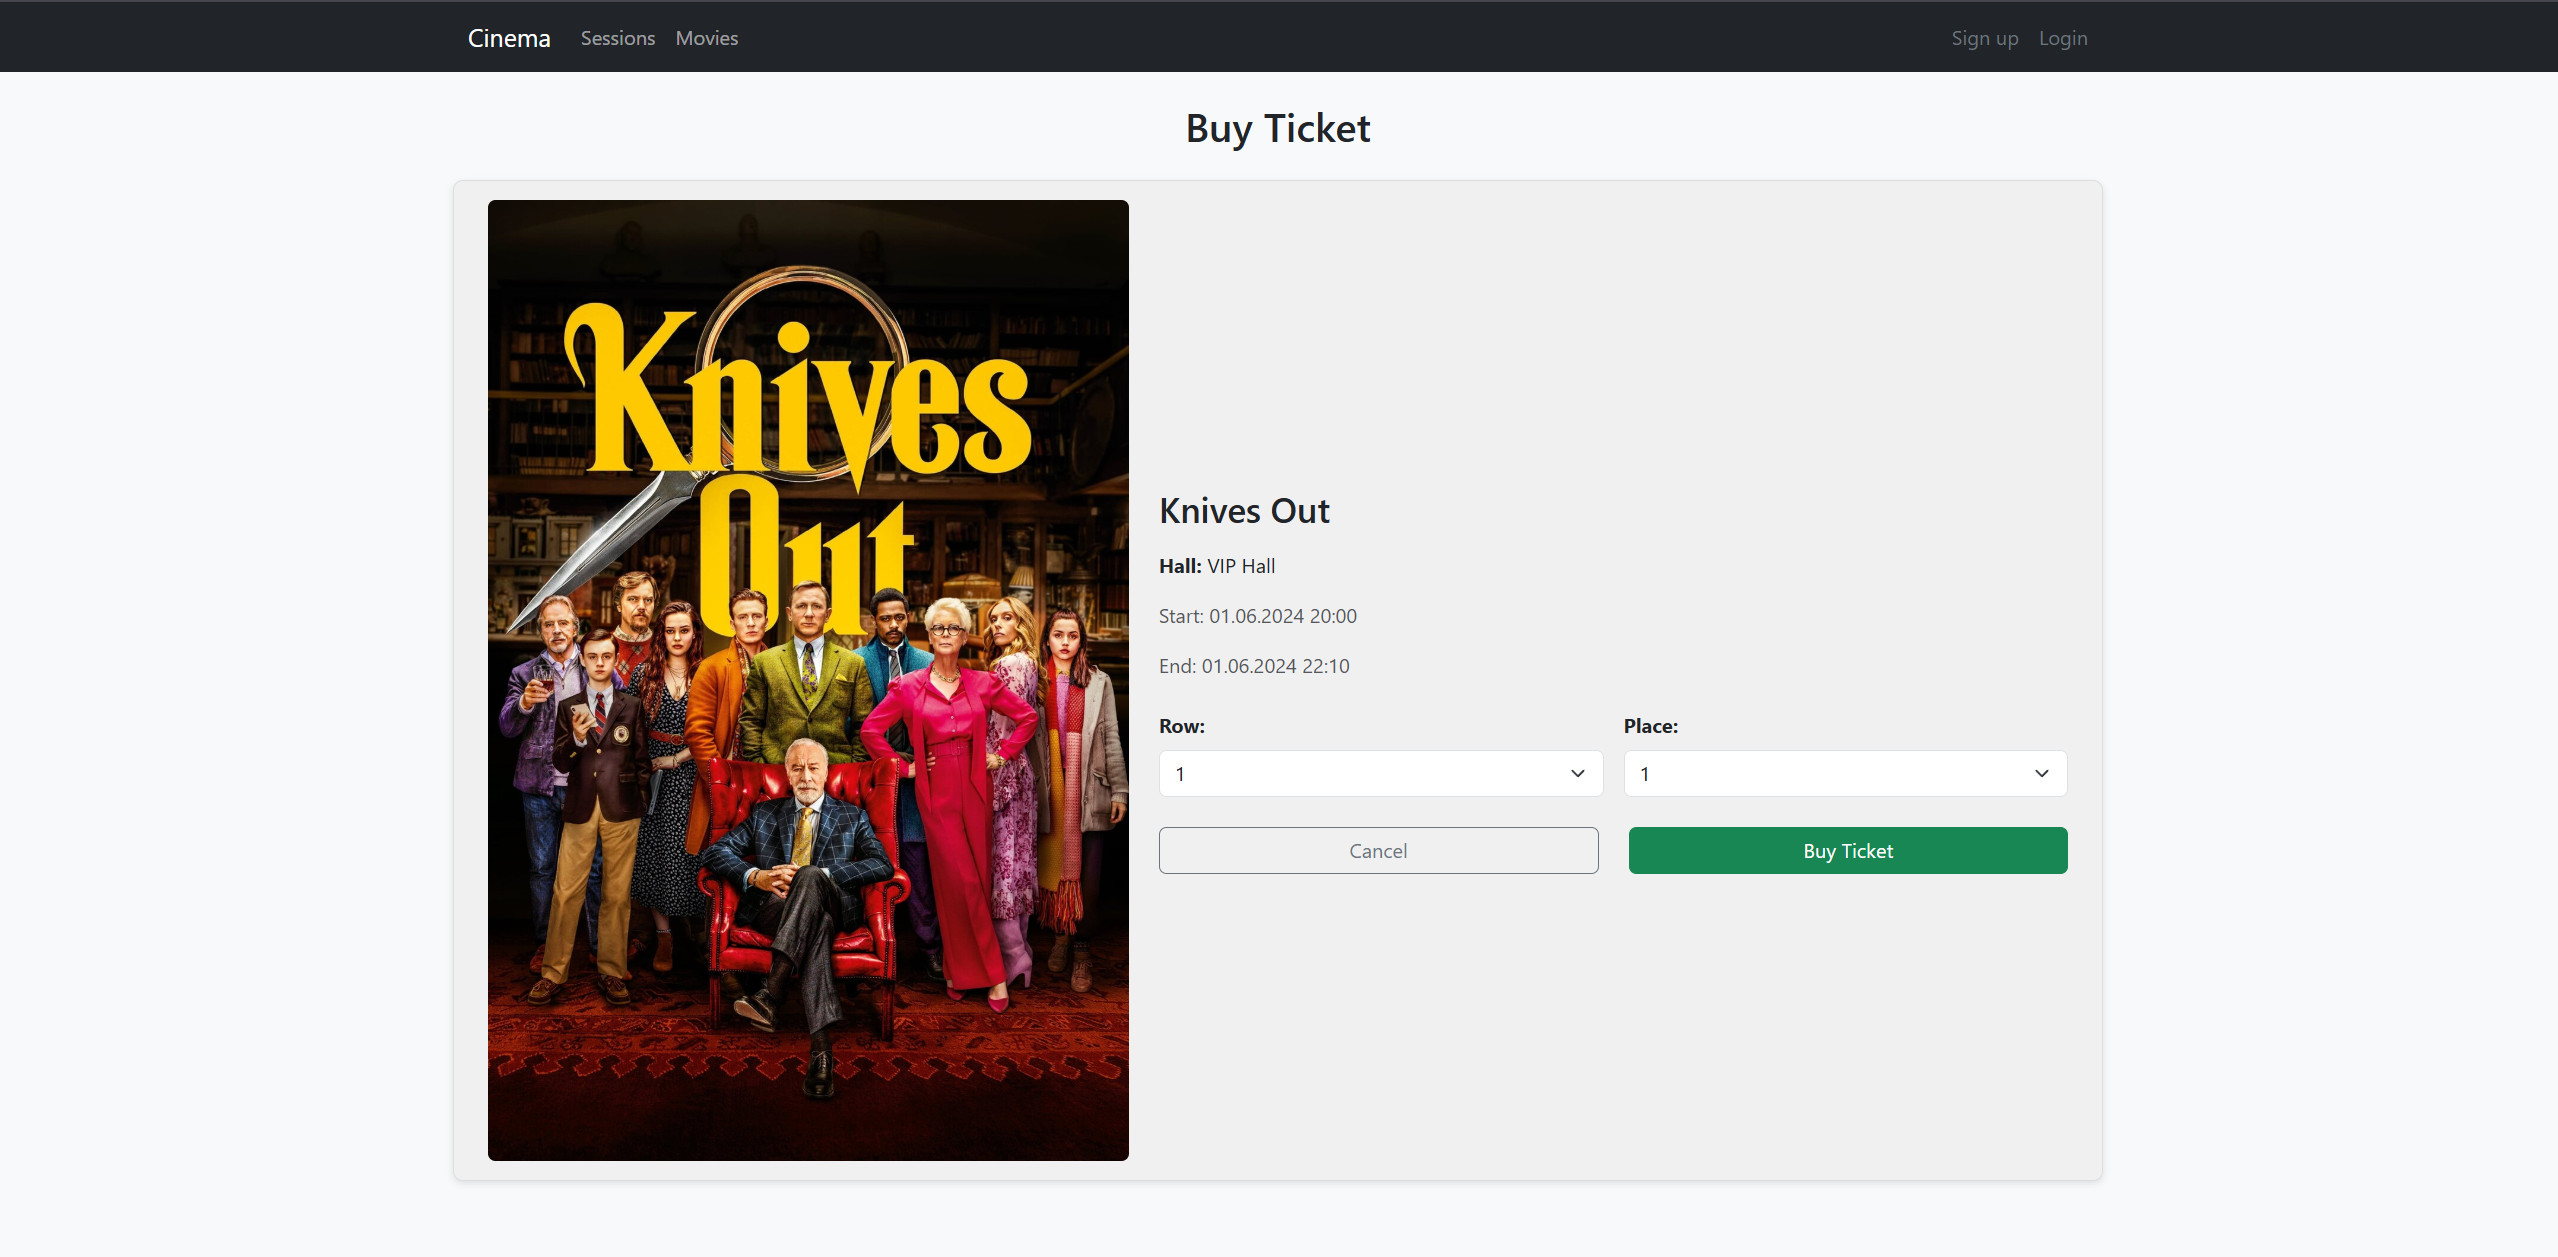 Cinema Sessions Movies Sign up Login
Buy Ticket
Knives
Out
Knives Out
Hall: VIP Hall
Start: 01.06.2024 20:00
End: 01.06.2024 22:10
Row: Place:
1 1
Cancel Buy Ticket